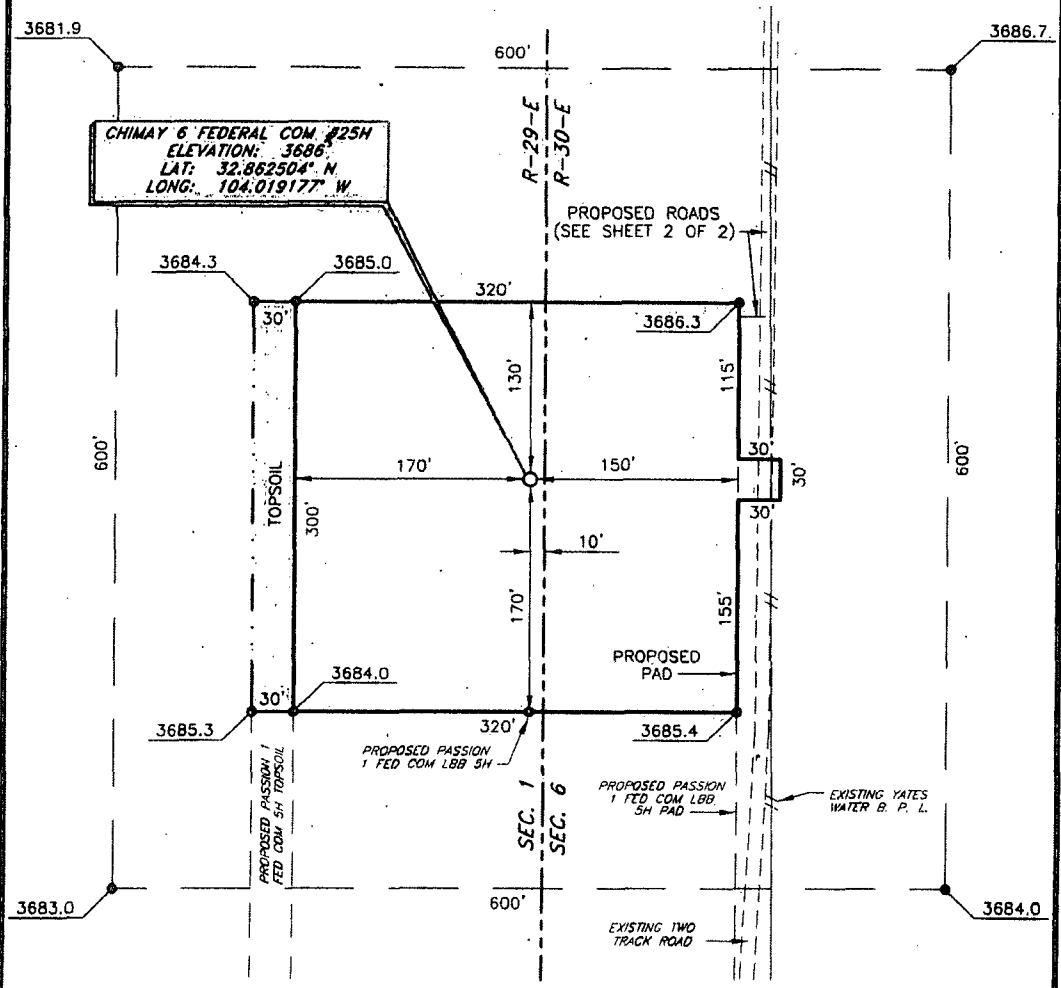 3681.9
600'
3686.7
CHIMAY 6 FEDERAL COM #25H
ELEVATION: 3686'
LAT: 32.862504° N
LONG: 104.019177° W
R-29-E
R-30-E
PROPOSED ROADS
(SEE SHEET 2 OF 2)
3684.3
3685.0
320'
30'
3686.3
130'
115'
600'
TOPSOIL
300'
170'
150'
30'
30'
30'
600'
10'
170'
155'
PROPOSED
PAD
3684.0
30'
3685.3
320'
3685.4
PROPOSED PASSION
1 FED COM LBB 5H
PROPOSED PASSION 1
FED COM 5H TOPSOIL
SEC. 1
SEC. 6
PROPOSED PASSION
1 FED COM LBB
5H PAD
EXISTING YATES
WATER B. P. L.
3683.0
600'
3684.0
EXISTING TWO
TRACK ROAD